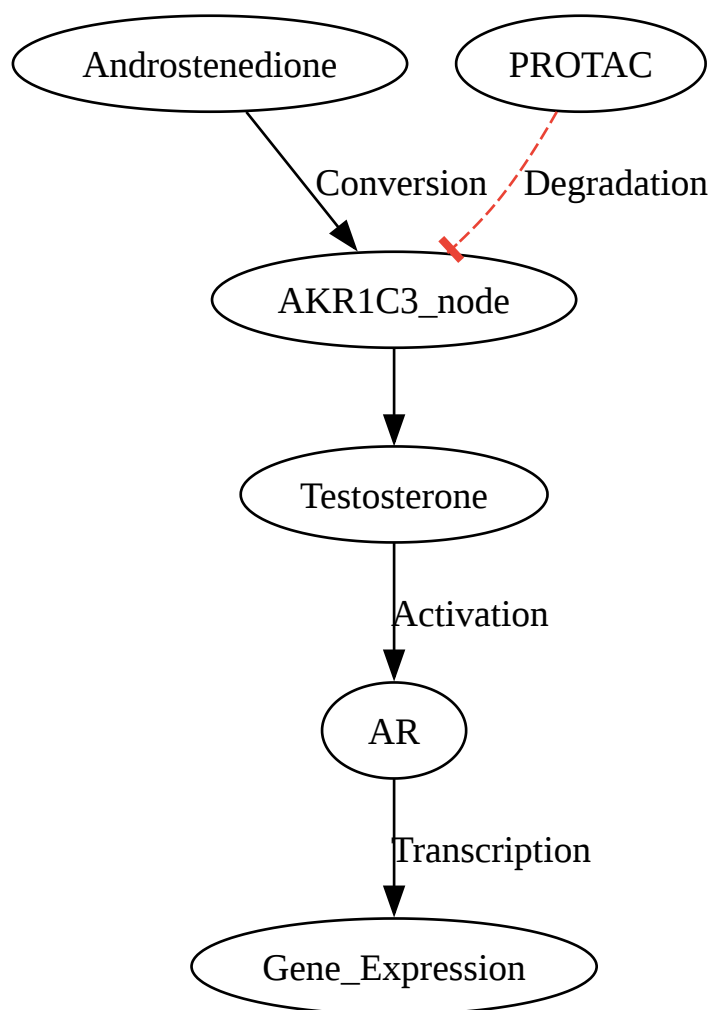 Androstenedione
PROTAC
Conversion
Degradation
AKR1C3_node
Testosterone
Activation
AR
Transcription
Gene_Expression